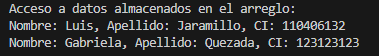 Acceso a datos almacenados en el arreglo:
Nombre: Luis, Apellido: Jaramillo, CI: 110406132
Nombre: Gabriela, Apellido: Quezada, CI: 123123123